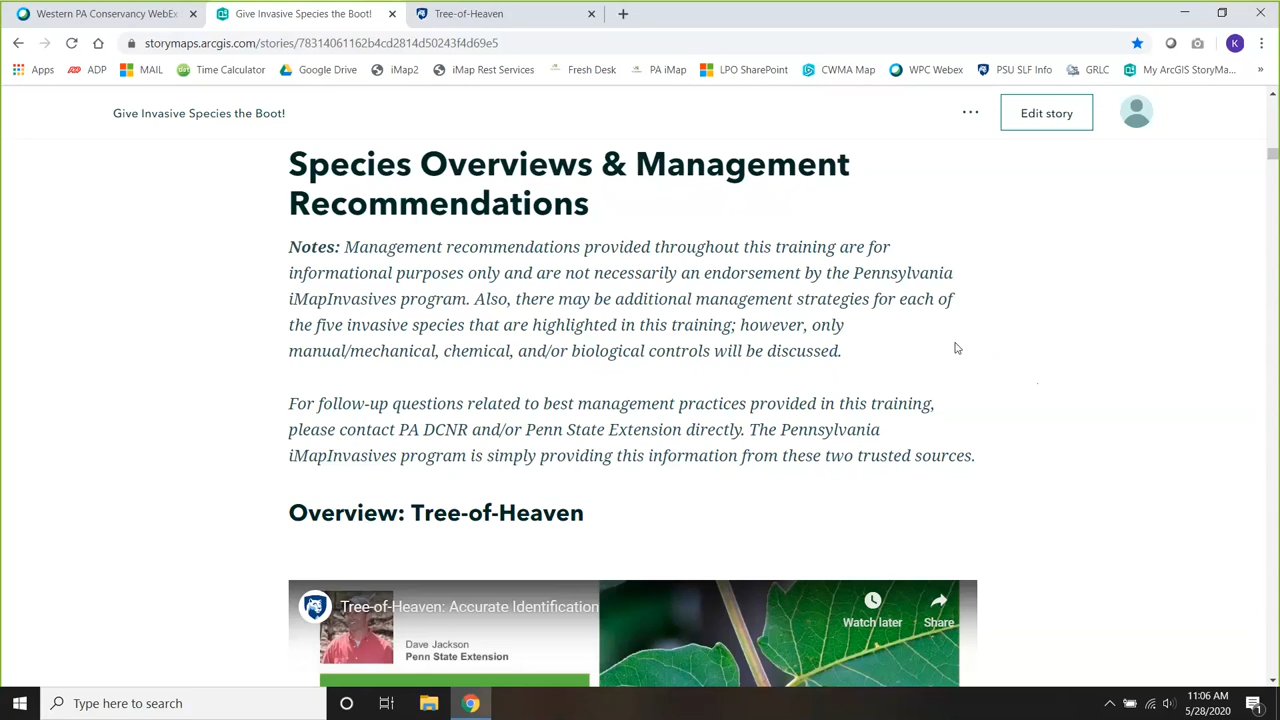 Western PA Conservancy WebEx
Give Invasive Species the Boot!
Tree-of-Heaven
storymaps.arcgis.com/stories/78314061162b4cd2814d50243f4d69e5
K
Apps
ADP
MAIL
Time Calculator
Google Drive
iMap2
iMap Rest Services
Fresh Desk
PA iMap
LPO SharePoint
CWMA Map
WPC Webex
PSU SLF Info
GRLC
My ArcGIS StoryMa...
»
Give Invasive Species the Boot!
Edit story
Species Overviews & Management
Recommendations
Notes: Management recommendations provided throughout this training are for
informational purposes only and are not necessarily an endorsement by the Pennsylvania
iMapInvasives program. Also, there may be additional management strategies for each of
the five invasive species that are highlighted in this training; however, only
manual/mechanical, chemical, and/or biological controls will be discussed.
For follow-up questions related to best management practices provided in this training,
please contact PA DCNR and/or Penn State Extension directly. The Pennsylvania
iMapInvasives program is simply providing this information from these two trusted sources.
Overview: Tree-of-Heaven
Tree-of-Heaven: Accurate Identification
Watch later
Share
Dave Jackson
Penn State Extension
Type here to search
11:06 AM
5/28/2020
1